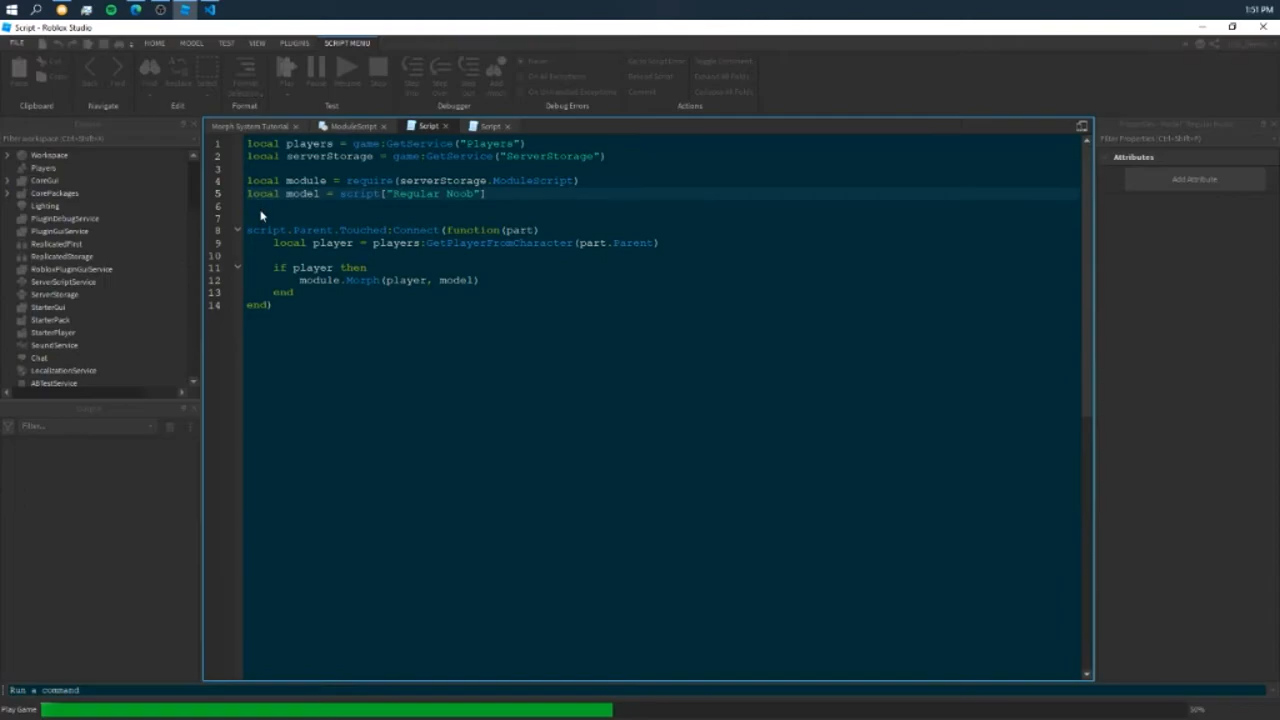 1:51 PM
Script - Roblox Studio
FILE
HOME
MODEL
TEST
VIEW
PLUGINS
SCRIPT MENU
Clipboard
Navigate
Edit
Format
Test
Debugger
Debug Errors
Actions
Morph System Tutorial
ModuleScript
Script
Script
Filter workspace (Ctrl+Shift+X)
Workspace
Players
CoreGui
CorePackages
Lighting
PluginDebugService
PluginGuiService
ReplicatedFirst
ReplicatedStorage
RobloxPluginGuiService
ServerScriptService
ServerStorage
StarterGui
StarterPack
StarterPlayer
SoundService
Chat
LocalizationService
ABTestService
Filter...
1 local players = game:GetService("Players")
2 local serverStorage = game:GetService("ServerStorage")
3
4 local module = require(serverStorage.ModuleScript)
5 local model = script["Regular Noob"]
6
7
8 script.Parent.Touched:Connect(function(part)
9 local player = players:GetPlayerFromCharacter(part.Parent)
10
11 if player then
12 module.Morph(player, model)
13 end
14 end)
Filter Properties (Ctrl+Shift+P)
Attributes
Add Attribute
Run a command
Play Game
50%